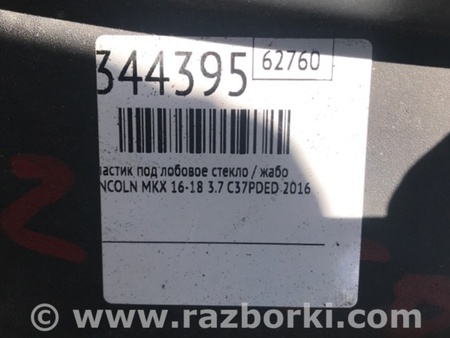 344395
62760
ластик под лобовое стекло / жабо
NCOLN MKX 16-18 3.7 C37PDED 2016
© www.razborki.com